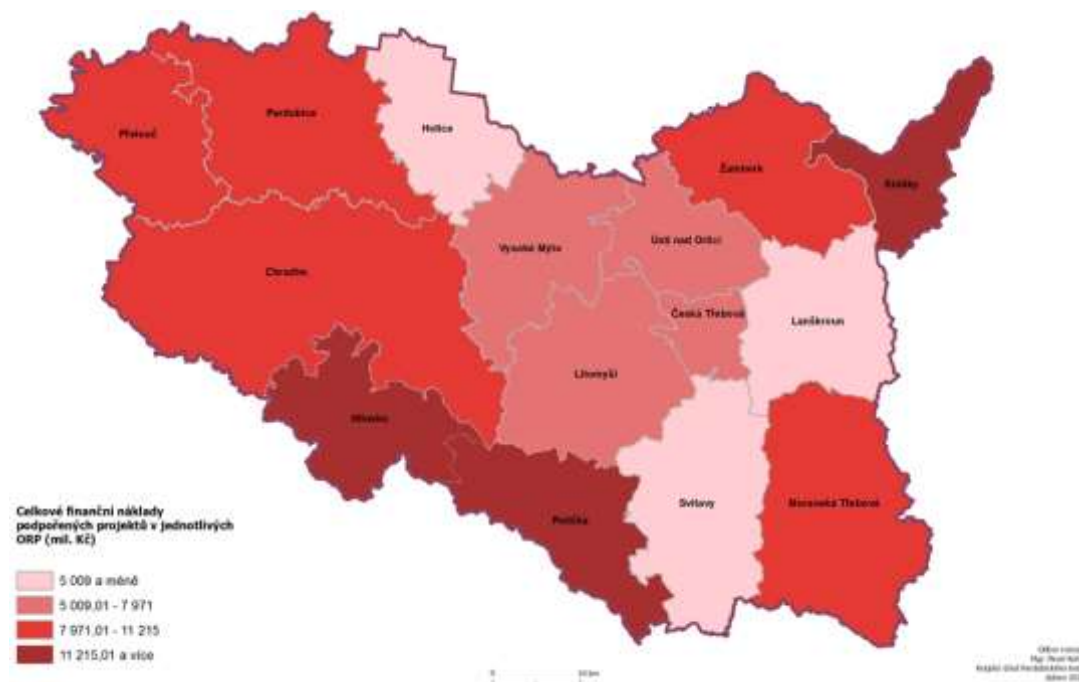 Holice
Pardubice
Přelouč
Žamberk
Králíky
Ústí nad Orlicí
Vysoké Mýto
Chrudim
Česká Třebová
Lanškroun
Litomyšl
Hlinsko
Svitavy
Moravská Třebová
Polička
Celkové finanční náklady
podpořených projektů v jednotlivých
ORP (mil. Kč)
5 009 a méně
5 009,01 - 7 971
7 971,01 - 11 215
11 215,01 a více
0